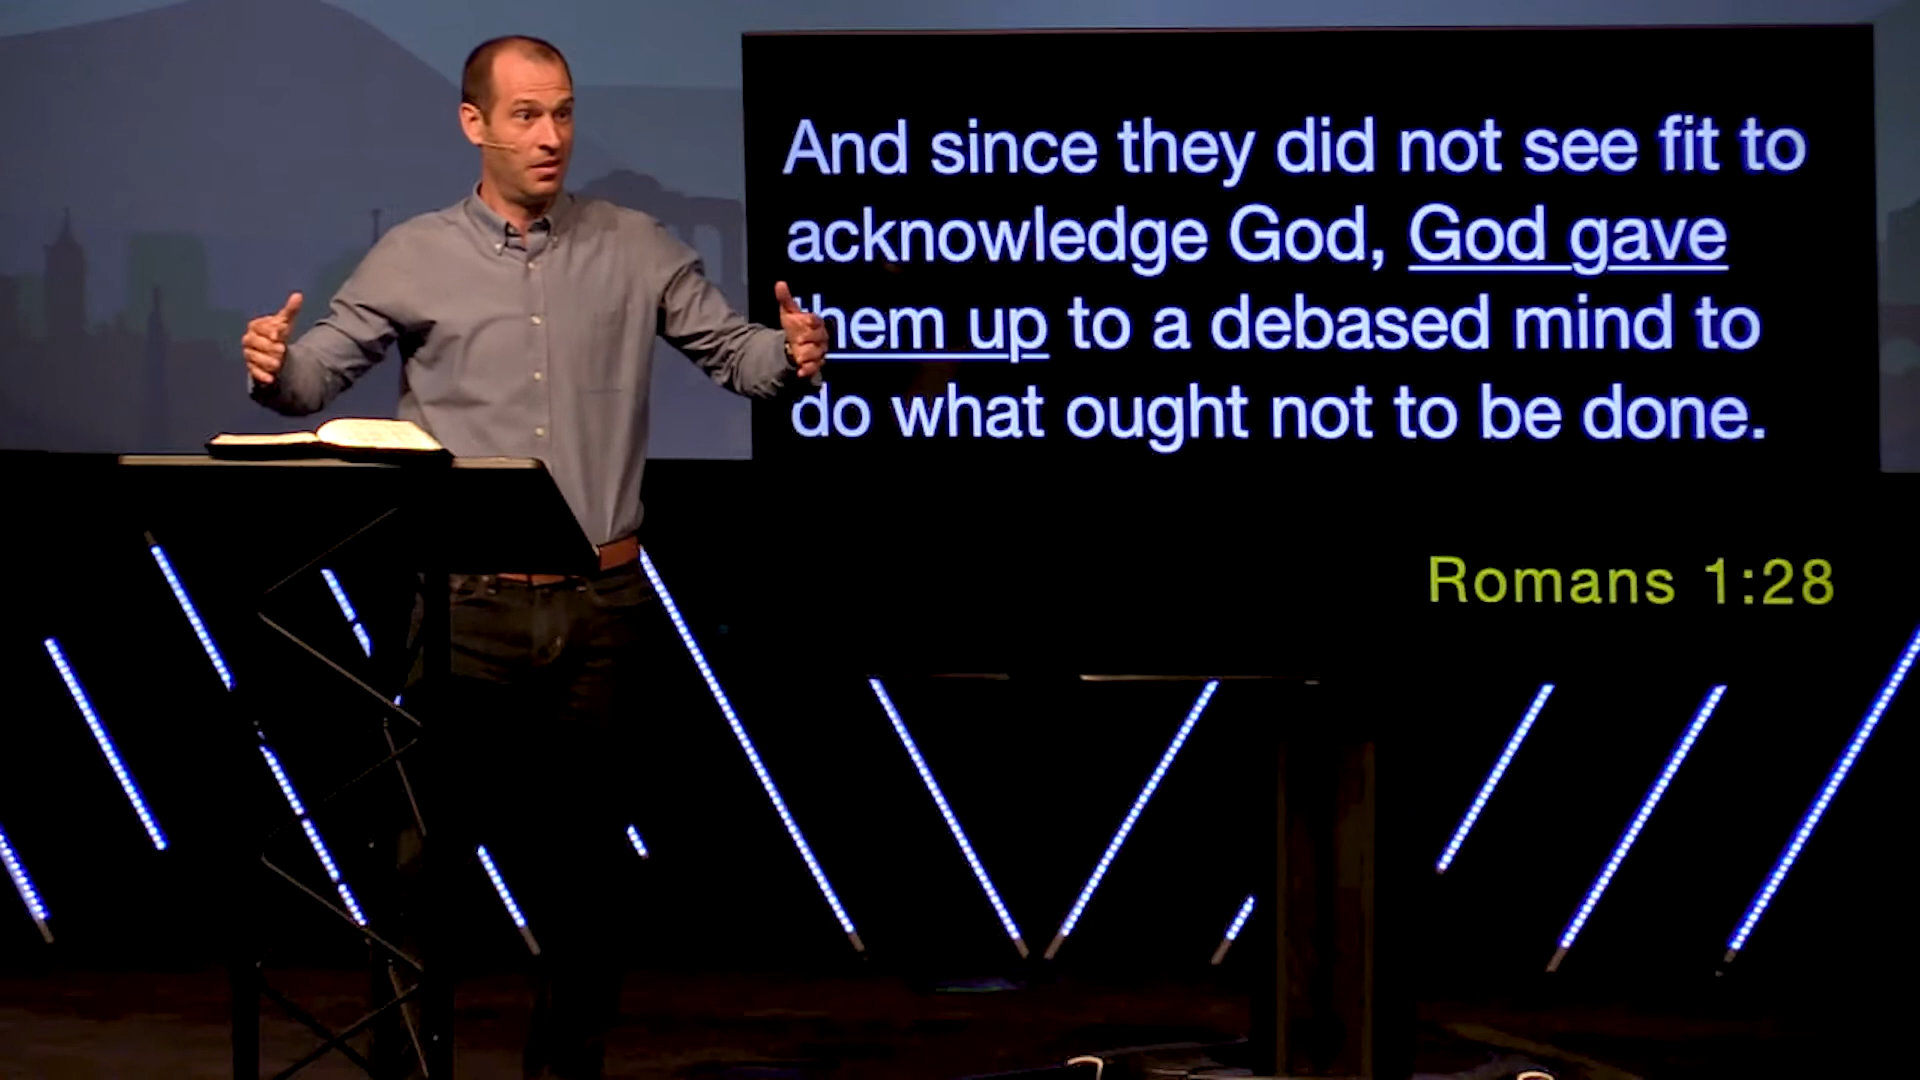 And since they did not see fit to
acknowledge God, God gave
them up to a debased mind to
do what ought not to be done.
Romans 1:28